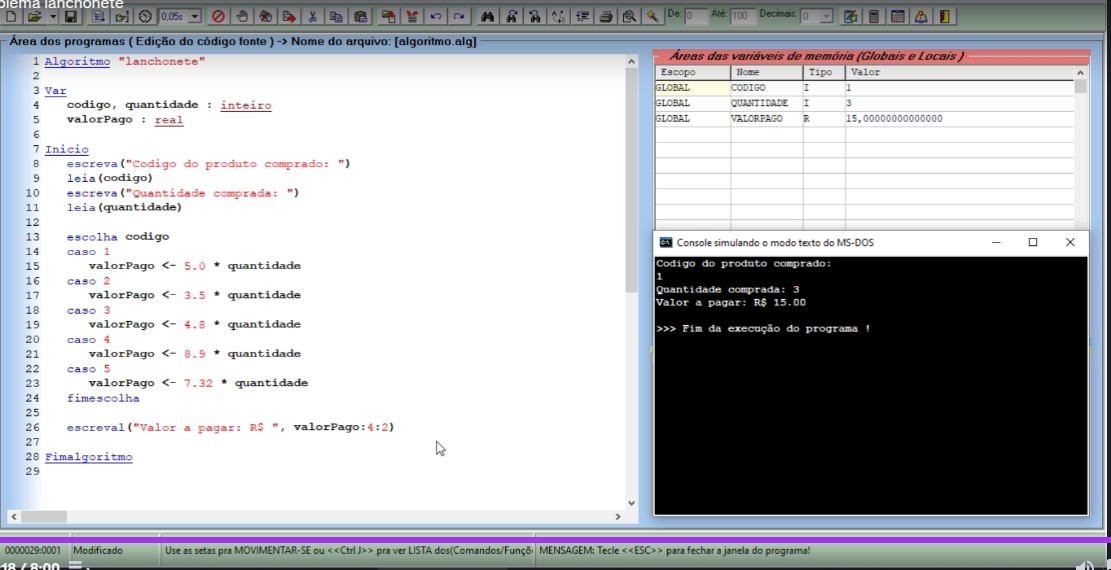 blema lanchonete
0,05s De: 0 Até: 100 Decimais: 0
Área dos programas ( Edição do código fonte ) -> Nome do arquivo: [algoritmo.alg]
1 Algoritmo "lanchonete"
2
3 Var
4 codigo, quantidade : inteiro
5 valorPago : real
6
7 Inicio
8 escreva("Codigo do produto comprado: ")
9 leia(codigo)
10 escreva("Quantidade comprada: ")
11 leia(quantidade)
12
13 escolha codigo
14 caso 1
15 valorPago <- 5.0 * quantidade
16 caso 2
17 valorPago <- 3.5 * quantidade
18 caso 3
19 valorPago <- 4.8 * quantidade
20 caso 4
21 valorPago <- 8.9 * quantidade
22 caso 5
23 valorPago <- 7.32 * quantidade
24 fimescolha
25
26 escreval("Valor a pagar: R$ ", valorPago:4:2)
27
28 Fimalgoritmo
29
Áreas das variáveis de memória (Globais e Locais )
Escopo Nome Tipo Valor
GLOBAL CODIGO I 1
GLOBAL QUANTIDADE I 3
GLOBAL VALORPAGO R 15,00000000000000
Console simulando o modo texto do MS-DOS
Codigo do produto comprado:
1
Quantidade comprada: 3
Valor a pagar: R$ 15.00
>>> Fim da execução do programa !
0000029:0001 Modificado Use as setas pra MOVIMENTAR-SE ou <<Ctrl J>> pra ver LISTA dos(Comandos/Funçõ MENSAGEM: Tecle <<ESC>> para fechar a janela do programa!
18 / 8:00